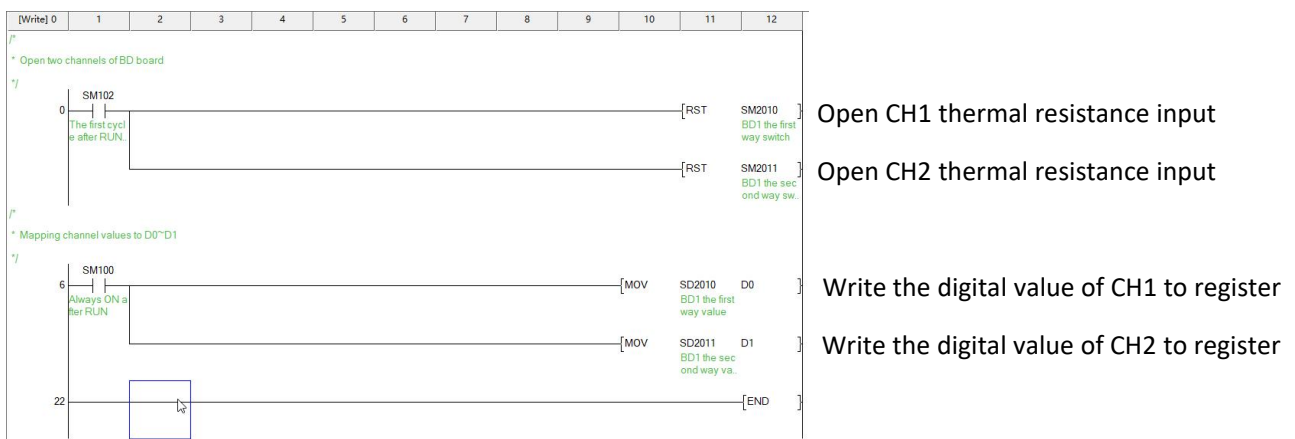 [Write] 0 1 2 3 4 5 6 7 8 9 10 11 12
/*
* Open two channels of BD board
*/
SM102
0 [RST SM2010 ] Open CH1 thermal resistance input
The first cycl
e after RUN..
BD1 the first
way switch
[RST SM2011 ] Open CH2 thermal resistance input
BD1 the sec
ond way sw..
/*
* Mapping channel values to D0~D1
*/
SM100
6 [MOV SD2010 D0 ] Write the digital value of CH1 to register
Always ON a
fter RUN
BD1 the first
way value
[MOV SD2011 D1 ] Write the digital value of CH2 to register
BD1 the sec
ond way va..
22 [END ]